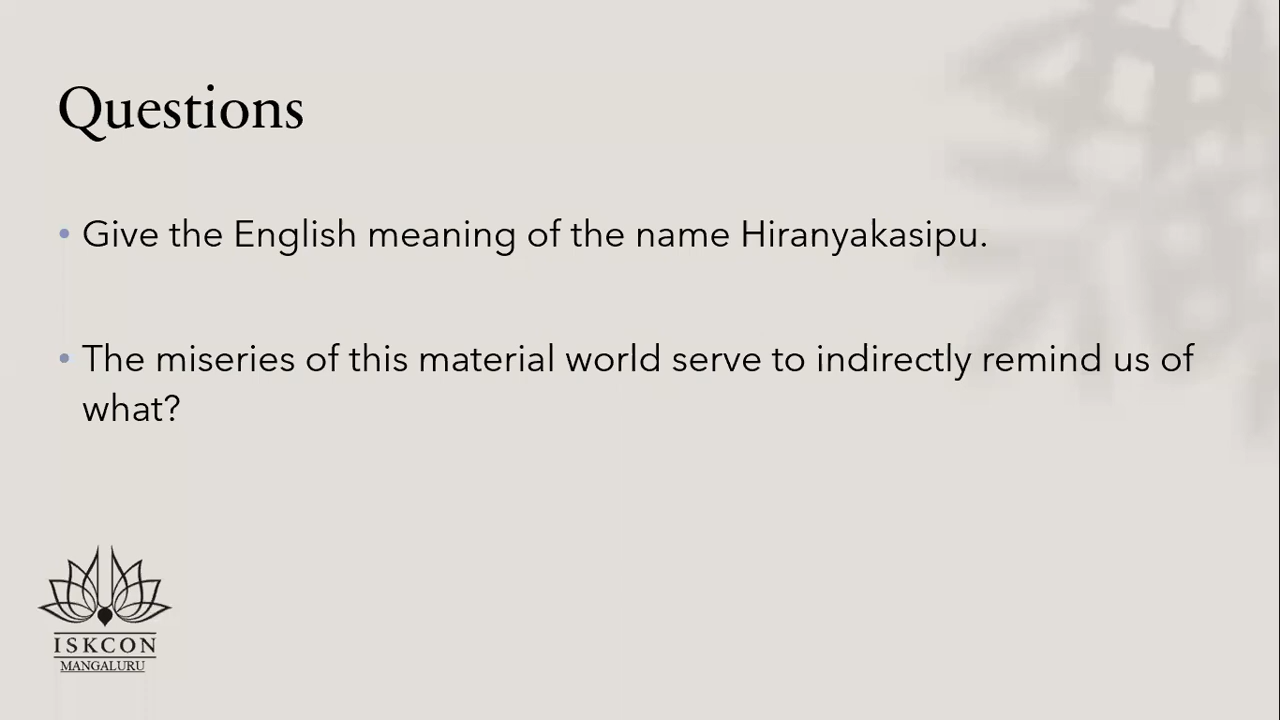 Questions
• Give the English meaning of the name Hiranyakasipu.
• The miseries of this material world serve to indirectly remind us of
what?
ISKCON
MANGALURU